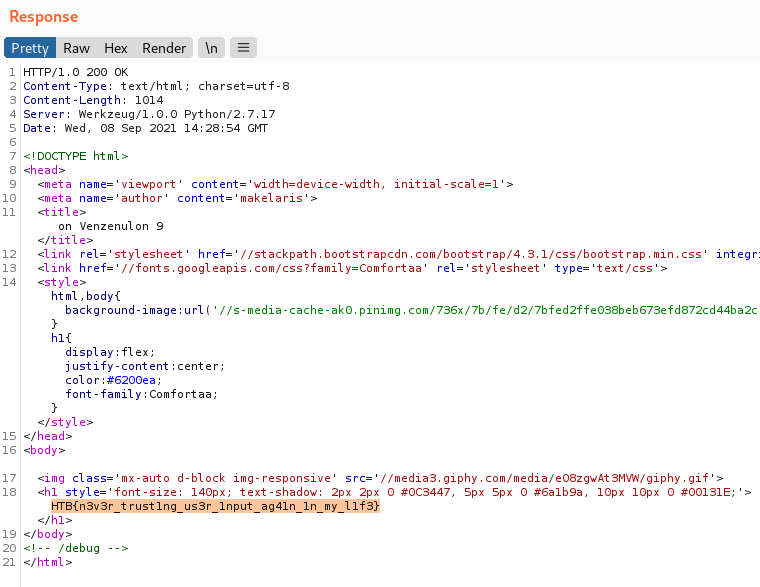 Response
Pretty Raw Hex Render \n
1 HTTP/1.0 200 OK
2 Content-Type: text/html; charset=utf-8
3 Content-Length: 1014
4 Server: Werkzeug/1.0.0 Python/2.7.17
5 Date: Wed, 08 Sep 2021 14:28:54 GMT
6
7 <!DOCTYPE html>
8 <head>
9 <meta name='viewport' content='width=device-width, initial-scale=1'>
10 <meta name='author' content='makelaris'>
11 <title>
on Venzenulon 9
</title>
12 <link rel='stylesheet' href='//stackpath.bootstrapcdn.com/bootstrap/4.3.1/css/bootstrap.min.css' integri
13 <link href='//fonts.googleapis.com/css?family=Comfortaa' rel='stylesheet' type='text/css'>
14 <style>
html,body{
background-image:url('//s-media-cache-ak0.pinimg.com/736x/7b/fe/d2/7bfed2ffe038beb673efd872cd44ba2c
}
h1{
display:flex;
justify-content:center;
color:#6200ea;
font-family:Comfortaa;
}
</style>
15 </head>
16 <body>
17 <img class='mx-auto d-block img-responsive' src='//media3.giphy.com/media/eO8zgwAt3MVW/giphy.gif'>
18 <h1 style='font-size: 140px; text-shadow: 2px 2px 0 #0C3447, 5px 5px 0 #6a1b9a, 10px 10px 0 #00131E;'>
HTB{n3v3r_trust1ng_us3r_1nput_ag41n_1n_my_l1f3}
</h1>
19 </body>
20 <!-- /debug -->
21 </html>